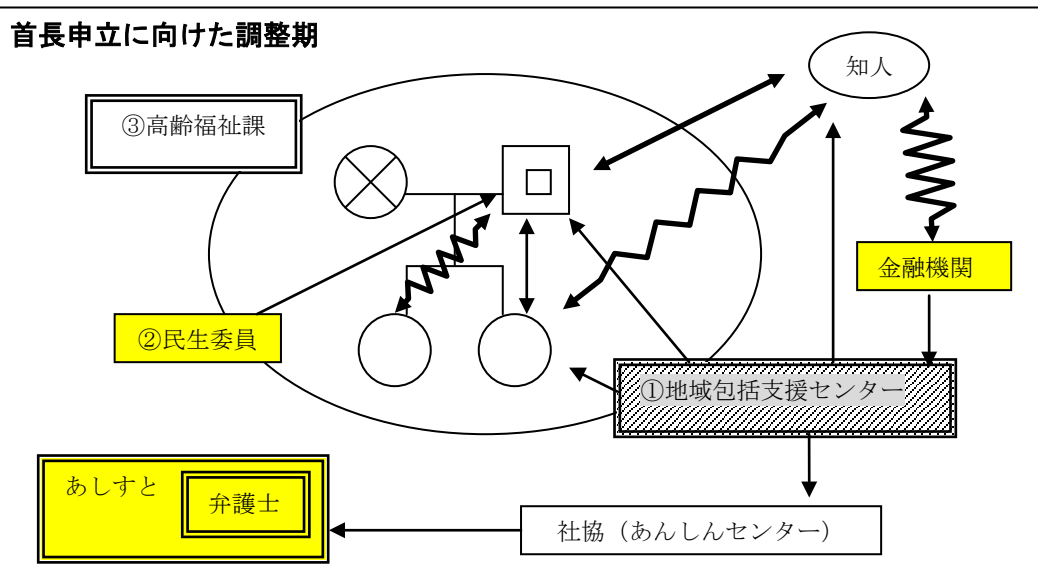 首長申立に向けた調整期
知人
③高齢福祉課
金融機関
②民生委員
①地域包括支援センター
あしすと
弁護士
社協（あんしんセンター）